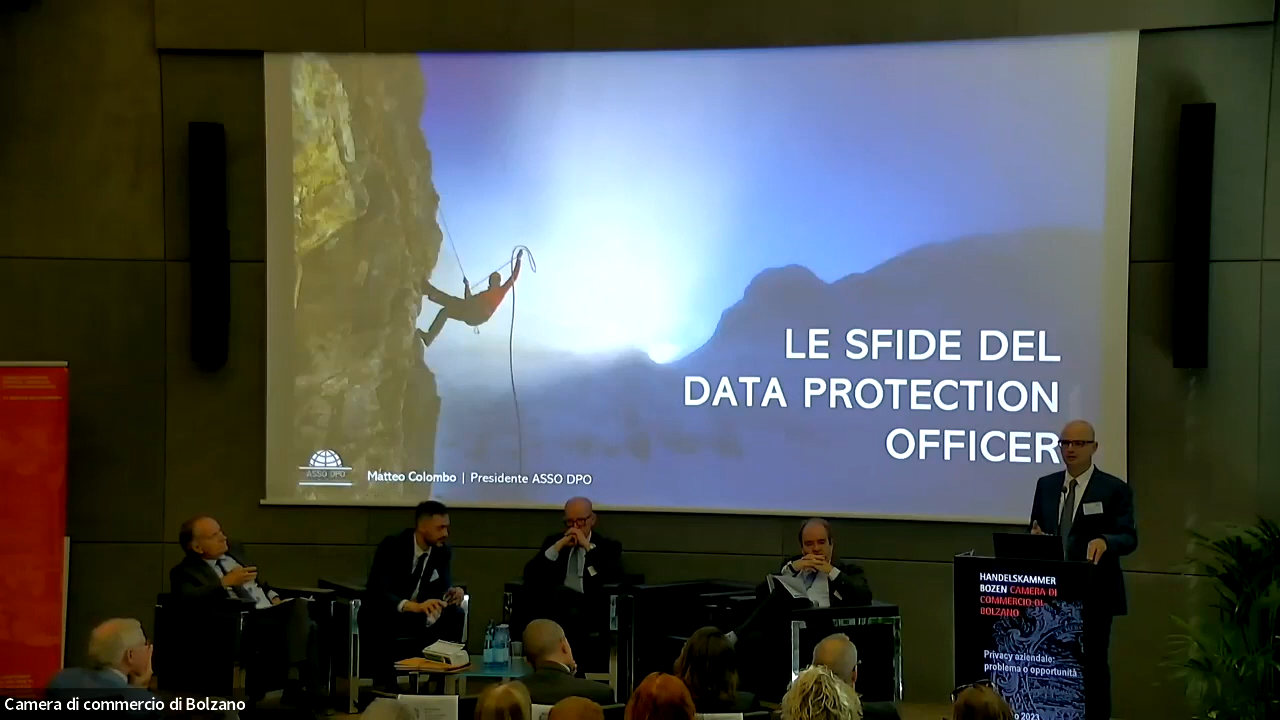 LE SFIDE DEL
DATA PROTECTION
OFFICER
ASSO DPO
Matteo Colombo | Presidente ASSO DPO
HANDELSKAMMER
BOZEN CAMERA DI
COMMERCIO DI
BOLZANO
Privacy aziendale:
problema o opportunità
2023
Camera di commercio di Bolzano